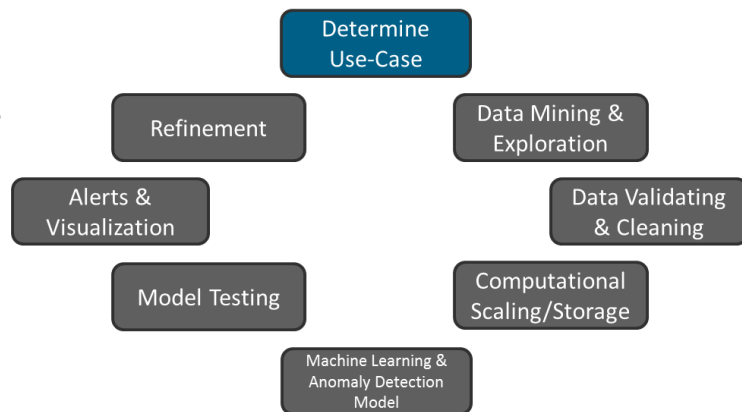 Determine
Use-Case
Refinement
Data Mining &
Exploration
Alerts &
Visualization
Data Validating
& Cleaning
Model Testing
Computational
Scaling/Storage
Machine Learning &
Anomaly Detection
Model